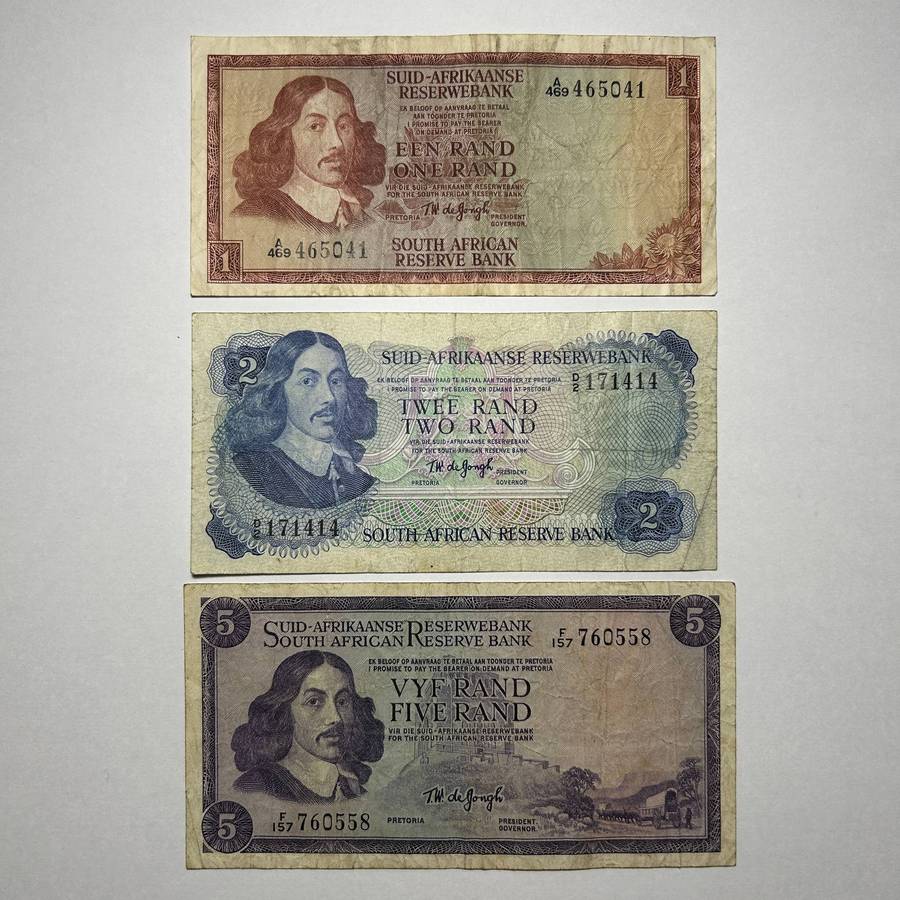 SUID-AFRIKAANSE
RESERWEBANK
1
A/469 465041
EK BELOOF OP AANVRAAG TE BETAAL
AAN TOONDER TE PRETORIA
I PROMISE TO PAY THE BEARER
ON DEMAND AT PRETORIA
EEN RAND
ONE RAND
VIR DIE SUID-AFRIKAANSE RESERWEBANK
FOR THE SOUTH AFRICAN RESERVE BANK
T.W. de Jongh
PRETORIA
PRESIDENT
GOVERNOR.
A/469 465041
SOUTH AFRICAN
RESERVE BANK
1
2
SUID-AFRIKAANSE RESERWEBANK
EK BELOOF OP AANVRAAG TE BETAAL AAN TOONDER TE PRETORIA
I PROMISE TO PAY THE BEARER ON DEMAND AT PRETORIA
D/2 171414
TWEE RAND
TWO RAND
VIR DIE SUID-AFRIKAANSE RESERWEBANK
FOR THE SOUTH AFRICAN RESERVE BANK
T.W. de Jongh
PRESIDENT
PRETORIA GOVERNOR
D/2 171414
SOUTH AFRICAN RESERVE BANK
2
5
SUID-AFRIKAANSE RESERWEBANK
SOUTH AFRICAN RESERVE BANK
5
F/157 760558
EK BELOOF OP AANVRAAG TE BETAAL AAN TOONDER TE PRETORIA
I PROMISE TO PAY THE BEARER ON DEMAND AT PRETORIA
VYF RAND
FIVE RAND
VIR DIE SUID-AFRIKAANSE RESERWEBANK
FOR THE SOUTH AFRICAN RESERVE BANK
T.W. de Jongh
5
F/157 760558
PRETORIA
PRESIDENT.
GOVERNOR.